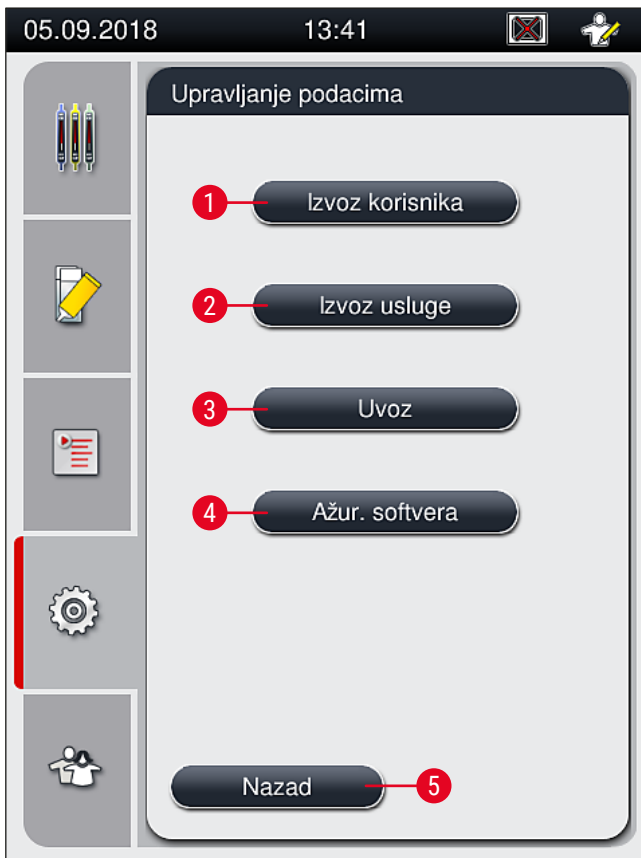 05.09.2018 13:41
Upravljanje podacima
1 Izvoz korisnika
2 Izvoz usluge
3 Uvoz
4 Ažur. softvera
Nazad 5